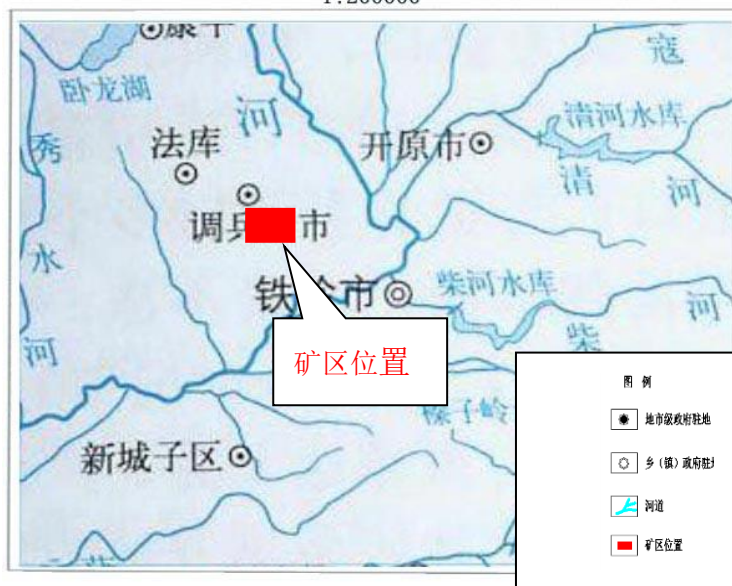 1:200000
康平
卧龙湖
河
寇
清河水库
法库
开原市
秀
清
河
调兵 市
水
铁岭市
柴河水库
河
河
柴
矿区位置
新城子区
图 例
地市级政府驻地
乡（镇）政府驻
河道
矿区位置